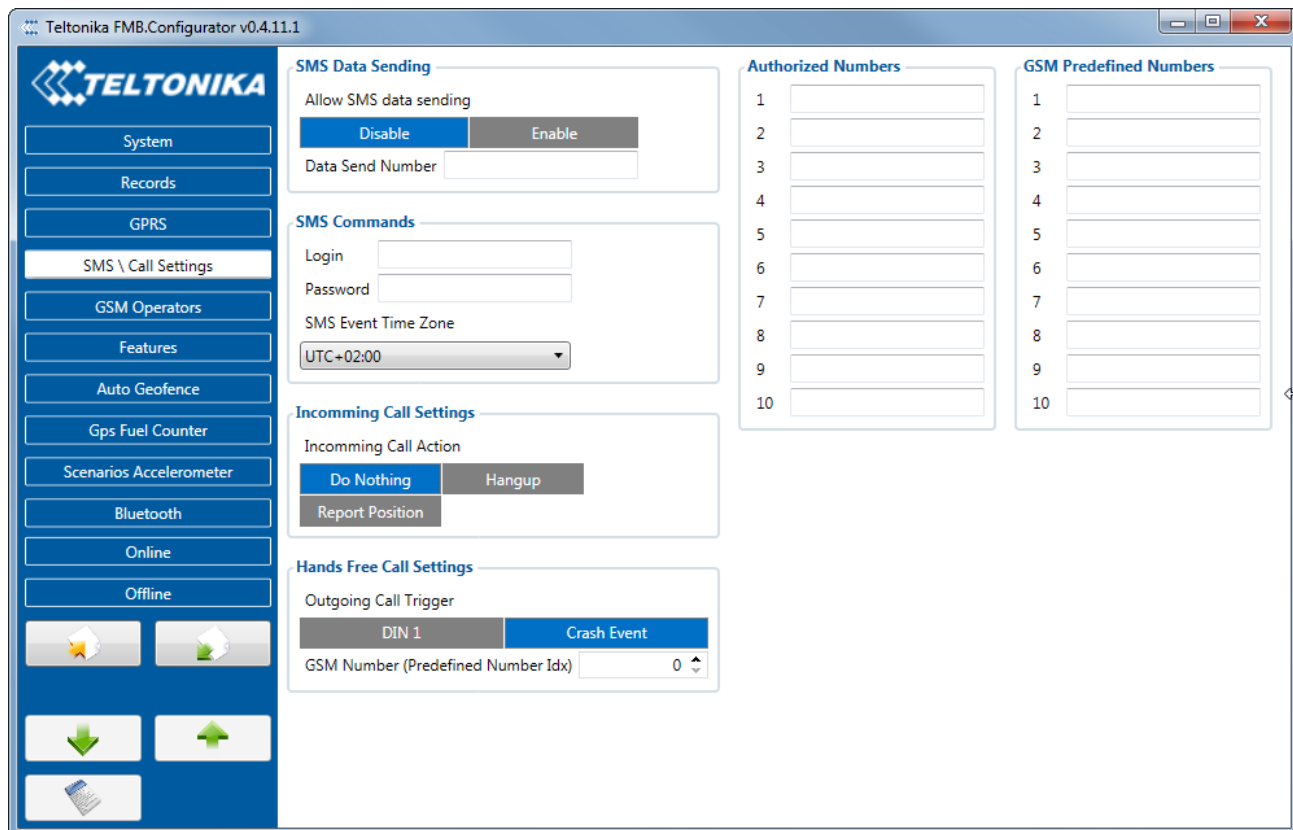 Teltonika FMB.Configurator v0.4.11.1
TELTONIKA
System
Records
GPRS
SMS \ Call Settings
GSM Operators
Features
Auto Geofence
Gps Fuel Counter
Scenarios Accelerometer
Bluetooth
Online
Offline
SMS Data Sending
Allow SMS data sending
Disable Enable
Data Send Number
SMS Commands
Login
Password
SMS Event Time Zone
UTC+02:00
Incomming Call Settings
Incomming Call Action
Do Nothing Hangup
Report Position
Hands Free Call Settings
Outgoing Call Trigger
DIN 1 Crash Event
GSM Number (Predefined Number Idx) 0
Authorized Numbers
1
2
3
4
5
6
7
8
9
10
GSM Predefined Numbers
1
2
3
4
5
6
7
8
9
10